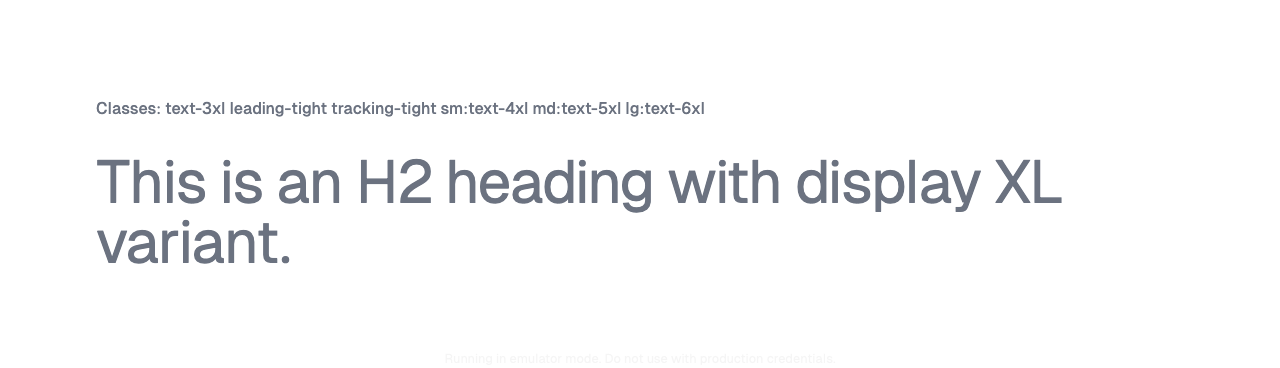 Classes: text-3xl leading-tight tracking-tight sm:text-4xl md:text-5xl lg:text-6xl
This is an H2 heading with display XL
variant.
Running in emulator mode. Do not use with production credentials.